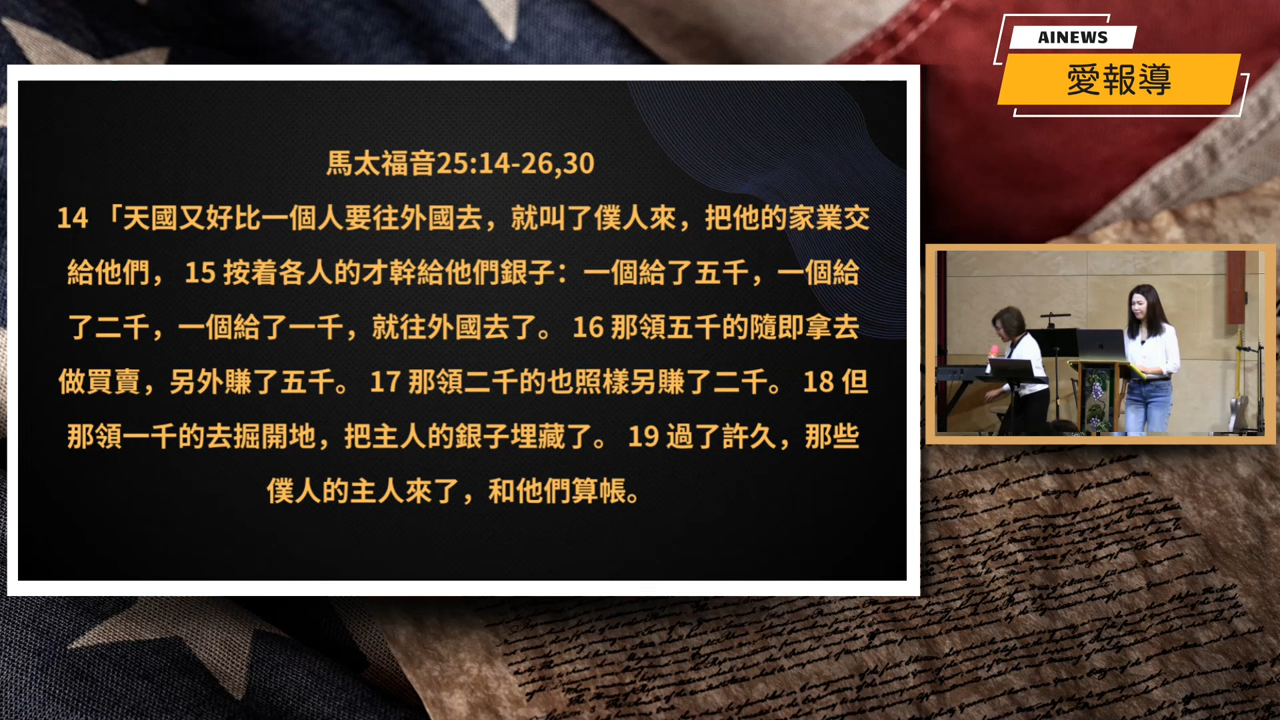 AINEWS
愛報導
馬太福音25:14-26,30
14 「天國又好比一個人要往外國去，就叫了僕人來，把他的家業交
給他們， 15 按着各人的才幹給他們銀子：一個給了五千，一個給
了二千，一個給了一千，就往外國去了。 16 那領五千的隨即拿去
做買賣，另外賺了五千。 17 那領二千的也照樣另賺了二千。 18 但
那領一千的去掘開地，把主人的銀子埋藏了。 19 過了許久，那些
僕人的主人來了，和他們算帳。